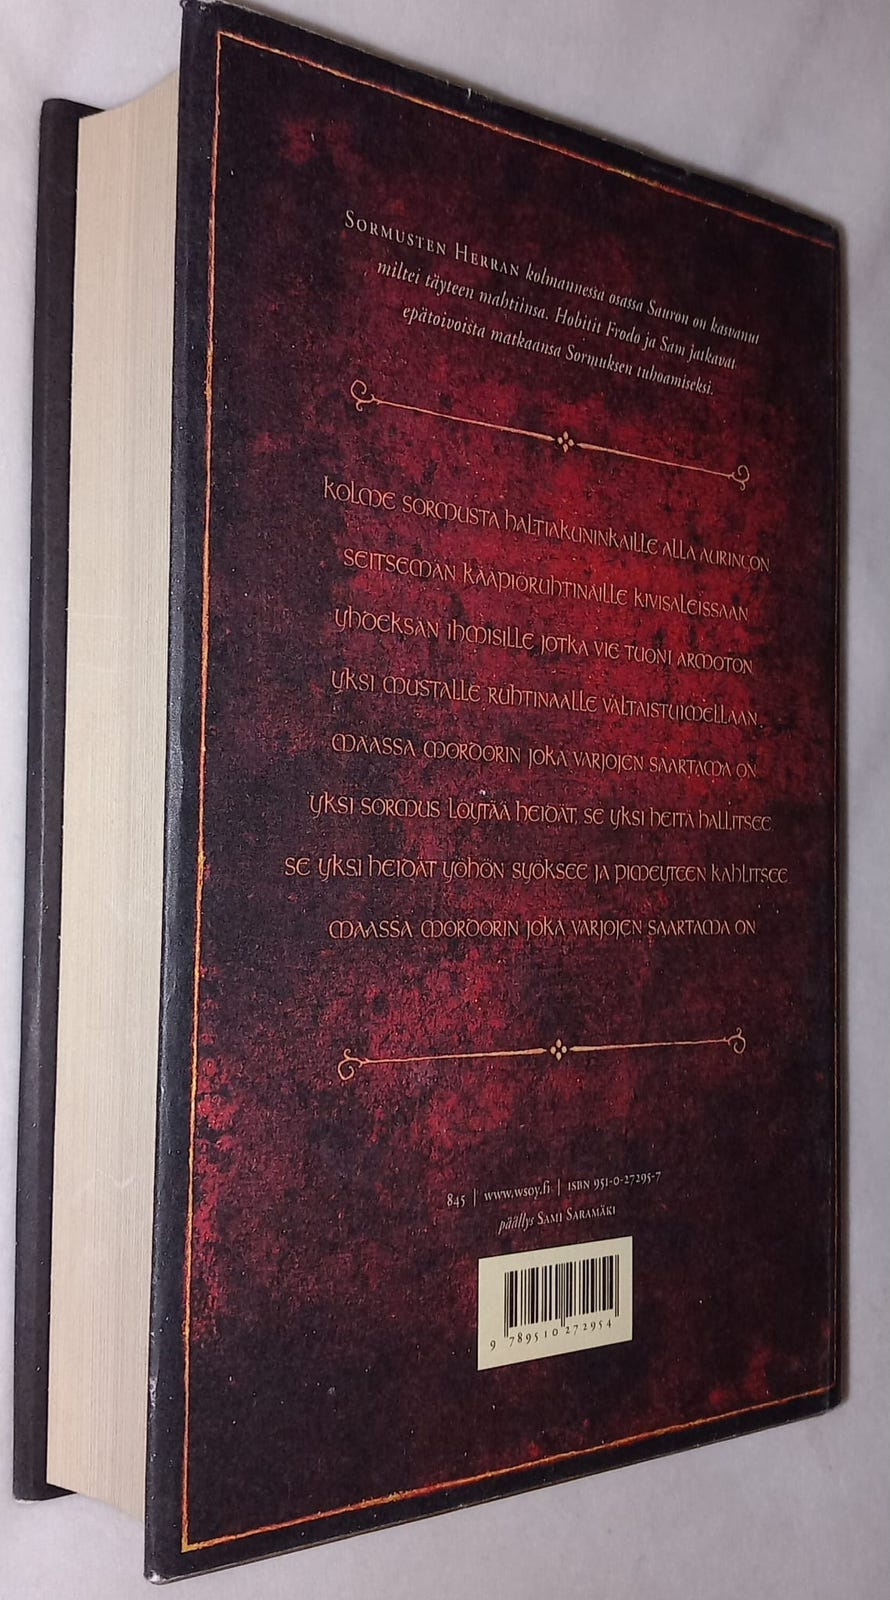 SORMUSTEN HERRAN kolmannessa osassa Sauron on kasvanut
miltei täyteen mahtiinsa. Hobitit Frodo ja Sam jatkavat
epätoivoista matkaansa Sormuksen tuhoamiseksi.
KOLME SORMUSTA HALTIAKUNINKAILLE ALLA AURINGON
SEITSEMÄN KÄÄPIÖRUHTINAILLE KIVISALEISSAAN
YHDEKSÄN IHMISILLE JOTKA VIE TUONI ARMOTON
YKSI MUSTALLE RUHTINAALLE VALTAISTUIMELLAAN
MAASSA MORDORIN JOKA VARJOJEN SAARTAMA ON
YKSI SORMUS LÖYTÄÄ HEIDÄT, SE YKSI HEITÄ HALLITSEE
SE YKSI HEIDÄT YÖHÖN SYÖKSEE JA PIMEYTEEN KAHLITSEE
MAASSA MORDORIN JOKA VARJOJEN SAARTAMA ON
845 | www.wsoy.fi | ISBN 951-0-27295-7
päällys SAMI SARAMÄKI
9 789510 272954